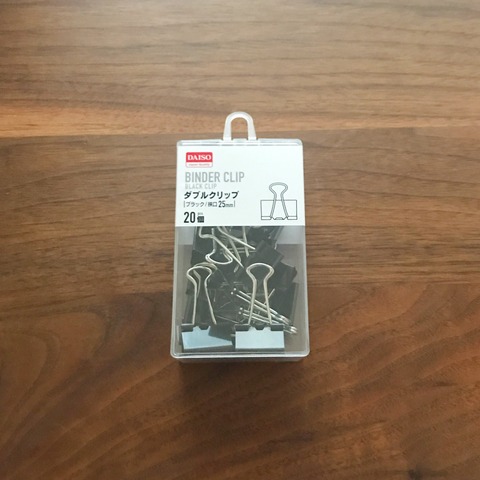 DAISO
BINDER CLIP
BLACK CLIP
ダブルクリップ
[ブラック/横口25mm]
20個